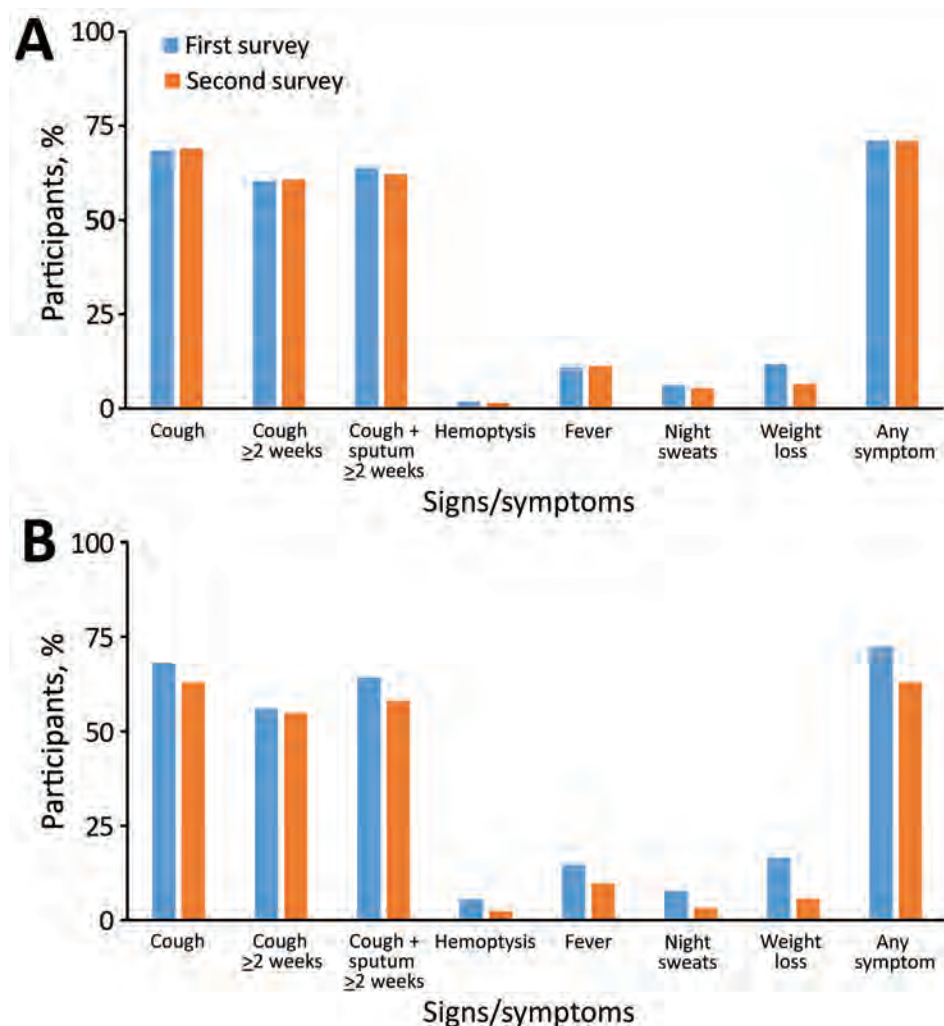 A
100
First survey
Second survey
75
50
25
0
Participants, %
Cough
Cough
≥2 weeks
Cough +
sputum
≥2 weeks
Hemoptysis
Fever
Night
sweats
Weight
loss
Any
symptom
Signs/symptoms
B
100
75
50
25
0
Participants, %
Cough
Cough
≥2 weeks
Cough +
sputum
≥2 weeks
Hemoptysis
Fever
Night
sweats
Weight
loss
Any
symptom
Signs/symptoms